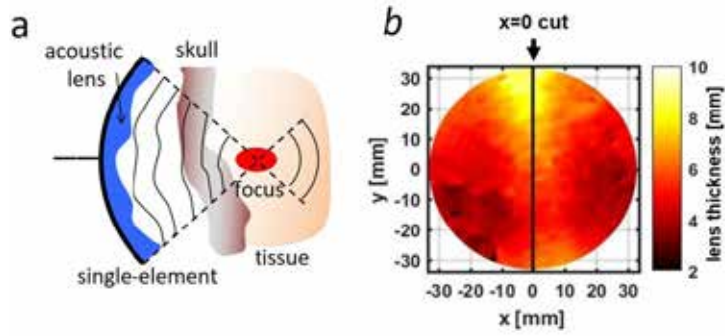 a
acoustic
lens
skull
focus
tissue
single-element
b
x=0 cut
30
20
10
0
-10
-20
-30
y [mm]
-30 -20 -10 0 10 20 30
x [mm]
10
8
6
4
2
lens thickness [mm]